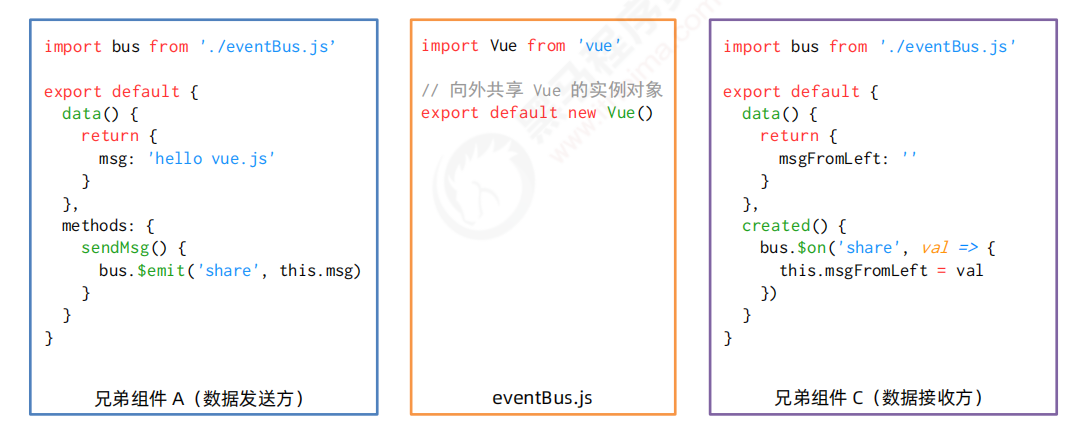 import bus from './eventBus.js’
export default {
data() {
return {
msg: 'hello vue.js'
}
},
methods: {
sendMsg() {
bus.$emit('share', this.msg)
}
}
}
兄弟组件 A（数据发送方）
import Vue from 'vue'
// 向外共享 Vue 的实例对象
export default new Vue()
eventBus.js
import bus from './eventBus.js'
export default {
data() {
return {
msgFromLeft: ''
}
},
created() {
bus.$on('share', val => {
this.msgFromLeft = val
})
}
}
兄弟组件 C（数据接收方）